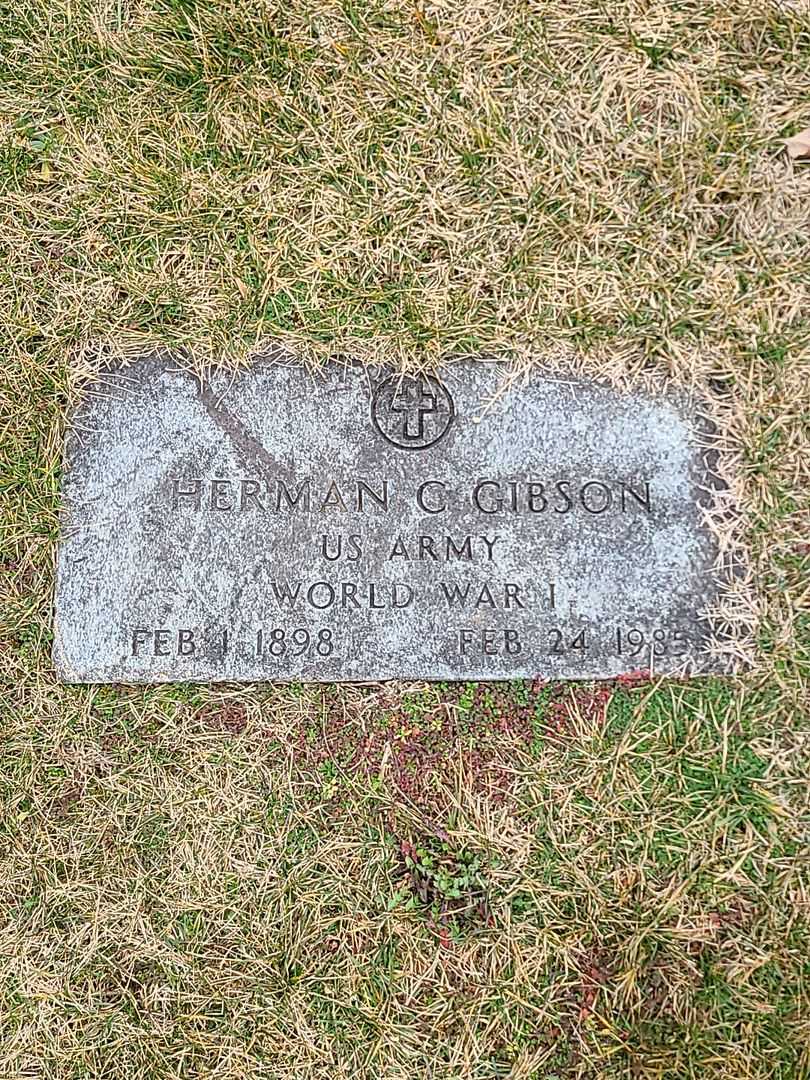 HERMAN C GIBSON
US ARMY
WORLD WAR I
FEB 1 1898 FEB 24 1985